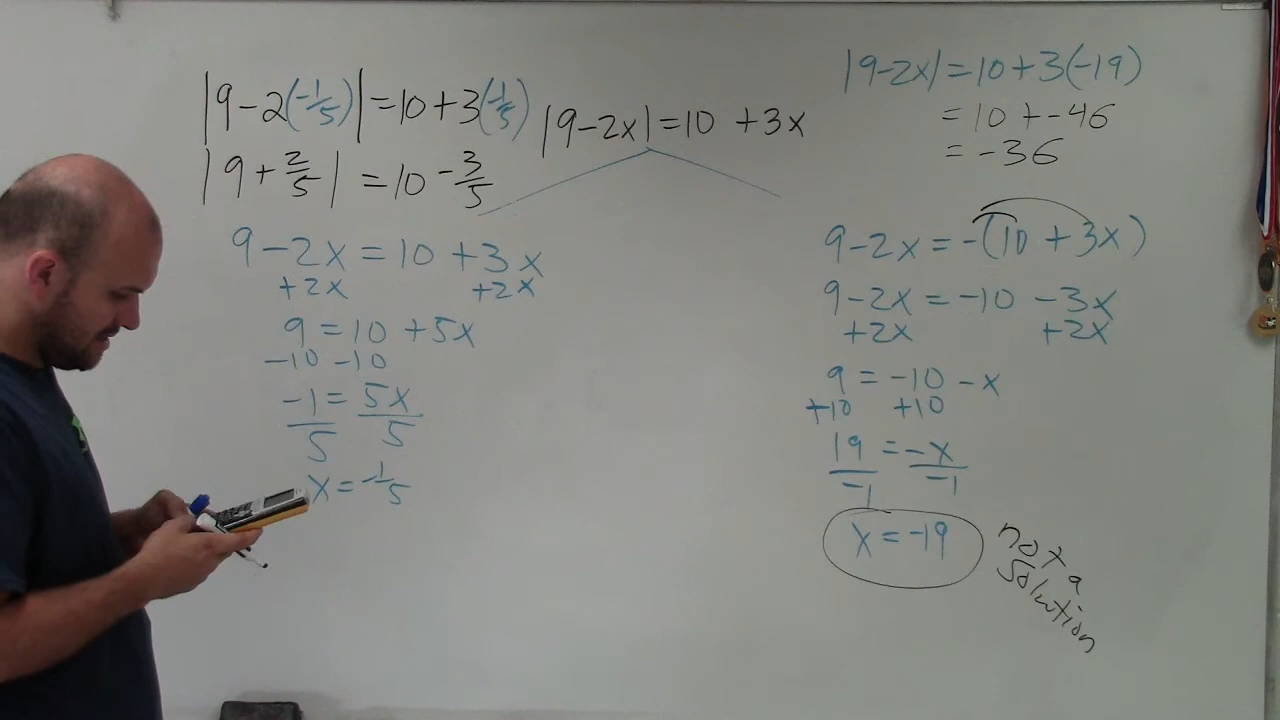 |9-2(-1/5)|=10+3(-1/5)
|9+2/5|=10-3/5
|9-2x|=10+3x
9-2x=10+3x
+2x +2x
9=10+5x
-10 -10
-1=5x
5 5
x=-1/5
|9-2x|=10+3(-19)
=10+-46
=-36
9-2x=-(10+3x)
9-2x=-10-3x
+2x +2x
9=-10-x
+10 +10
19=-x
-1 -1
x=-19
not a
solution